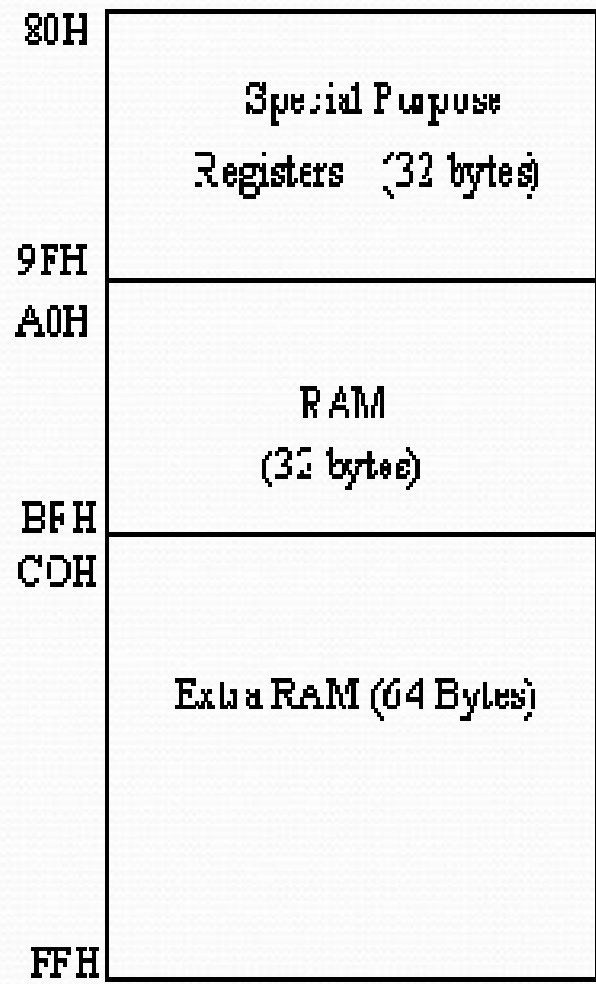 80H
Special Purpose
Registers (32 bytes)
9FH
A0H
RAM
(32 bytes)
BFH
C0H
Extra RAM (64 Bytes)
FFH